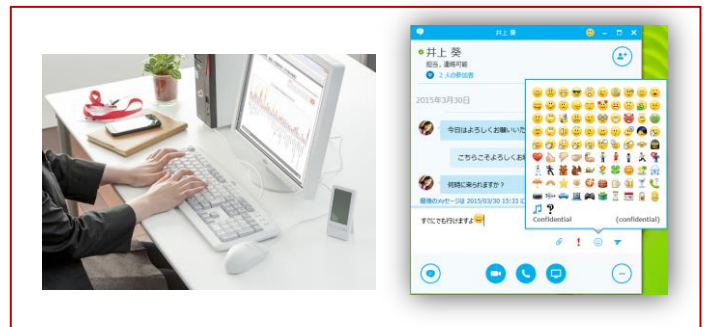 井上 葵
井上 葵
担当, 連絡可能
2 人の参加者
2015年3月30日
今日はよろしくお願いいた
こちらこそよろしくお
何時に来られますか？
最後のメッセージは 2015/03/30 15:33 に
すぐにでも行けますよ
Confidential (confidential)